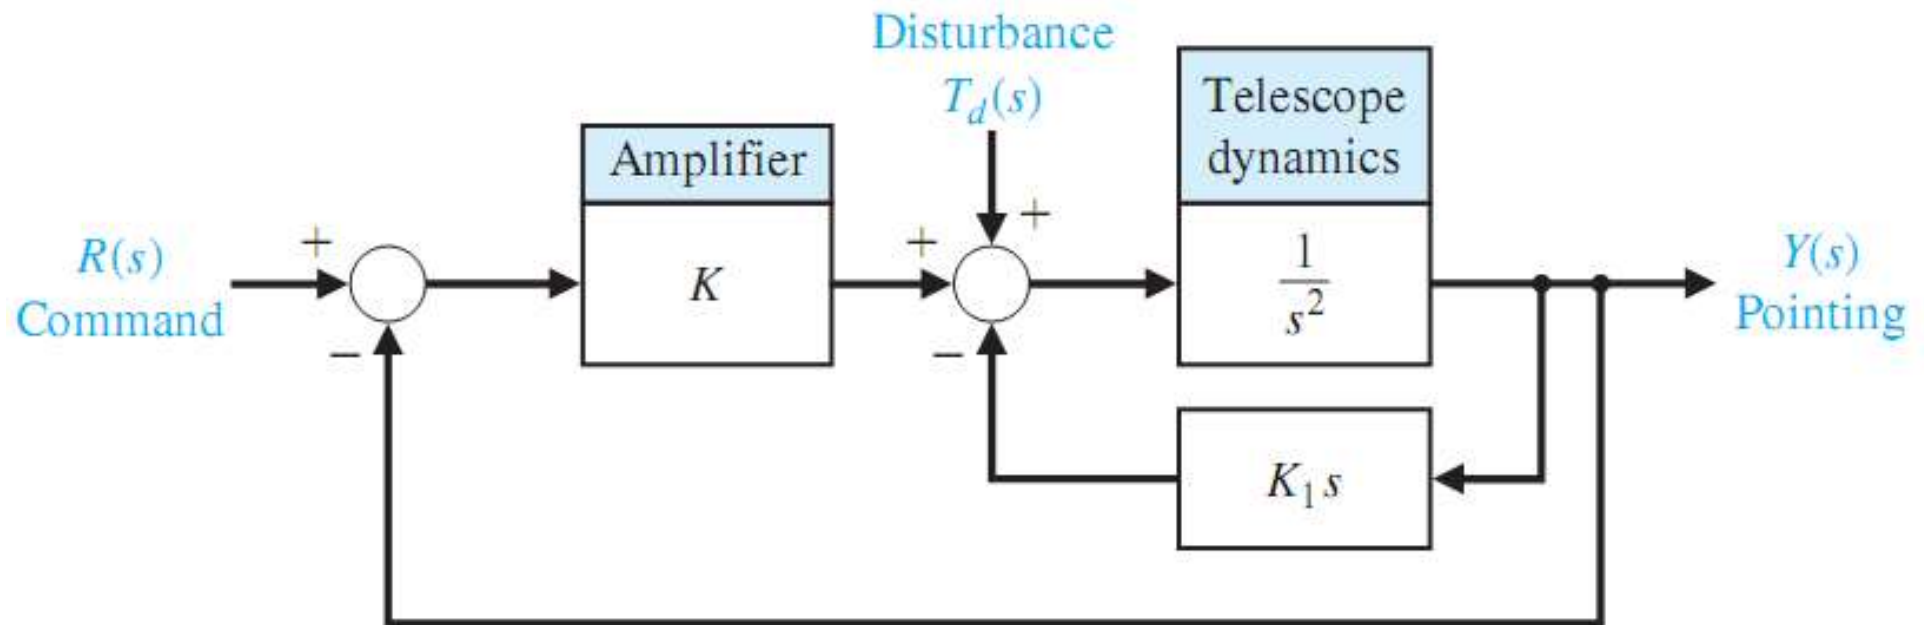 Disturbance
T_d(s)
Telescope
dynamics
Amplifier
R(s)
Command
+
−
K
+
+
−
1
s^2
Y(s)
Pointing
K_1 s